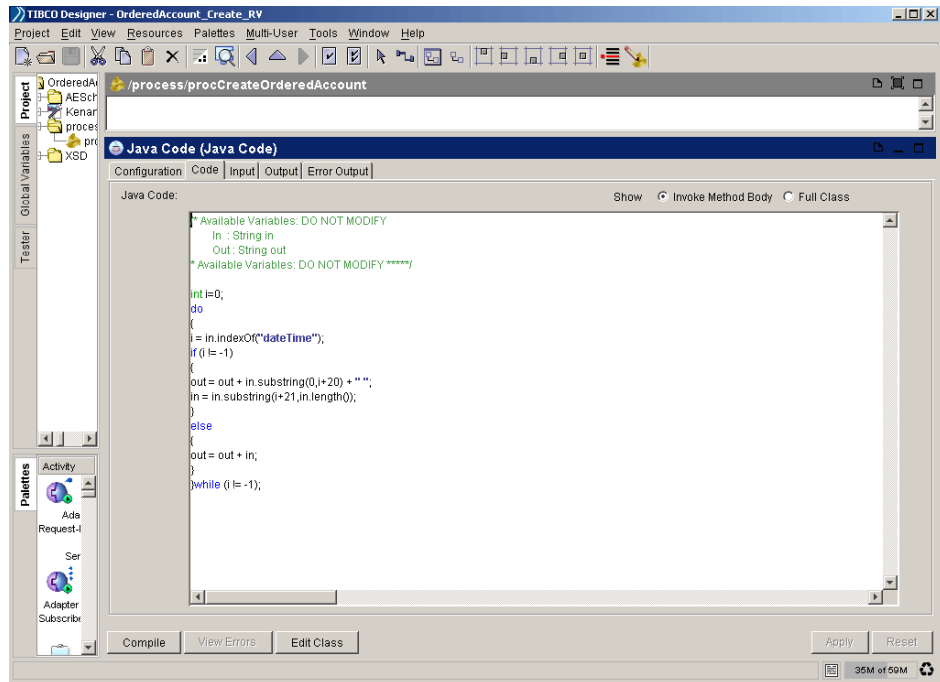 TIBCO Designer - OrderedAccount_Create_RV
Project Edit View Resources Palettes Multi-User Tools Window Help
Project
Global Variables
Tester
OrderedA
AESch
Kenar
proces
pro
XSD
/process/procCreateOrderedAccount
Java Code (Java Code)
Configuration Code Input Output Error Output
Java Code:
Show Invoke Method Body Full Class
* Available Variables: DO NOT MODIFY
In : String in
Out : String out
* Available Variables: DO NOT MODIFY *****/
int i=0;
do
{
i = in.indexOf("dateTime");
if (i != -1)
{
out = out + in.substring(0,i+20) + " ";
in = in.substring(i+21,in.length());
}
else
{
out = out + in;
}
}while (i != -1);
Palettes
Activity
Ada
Request-I
Ser
Adapter
Subscribe
Compile View Errors Edit Class Apply Reset
35M of 59M